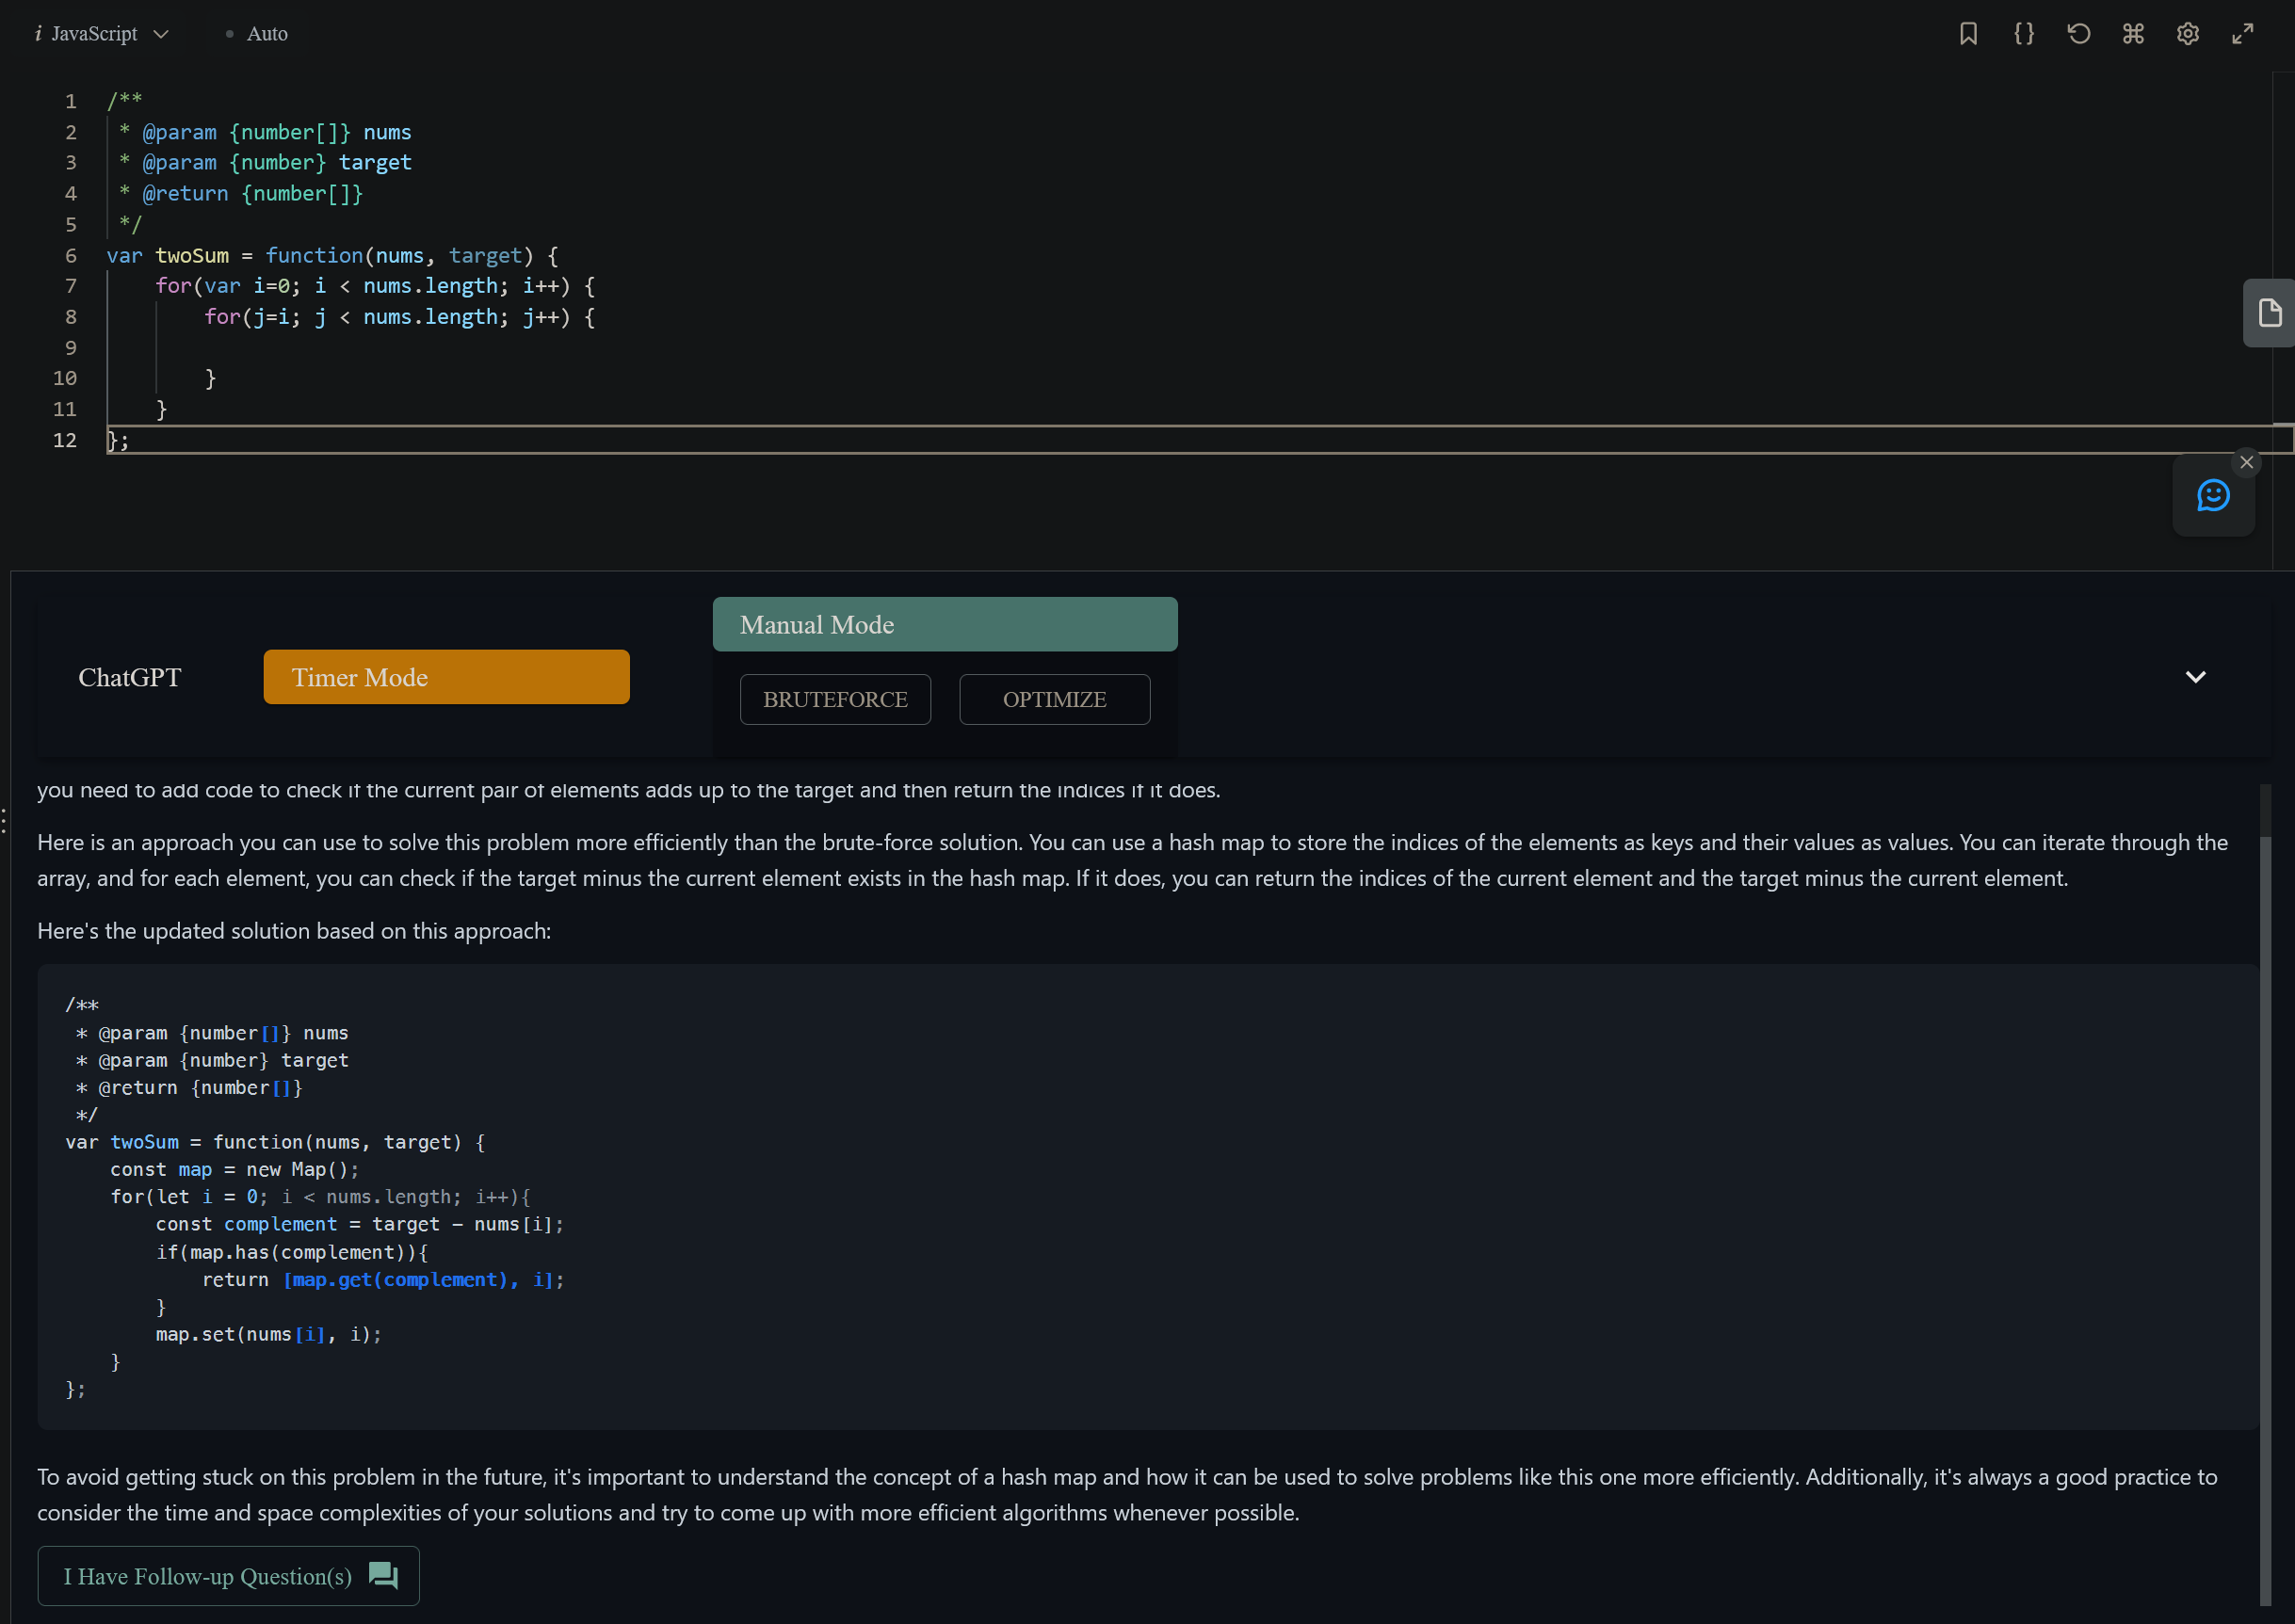 i JavaScript
Auto
{}
1 /**
2  * @param {number[]} nums
3  * @param {number} target
4  * @return {number[]}
5  */
6 var twoSum = function(nums, target) {
7     for(var i=0; i < nums.length; i++) {
8         for(j=i; j < nums.length; j++) {
9
10         }
11     }
12 };
Manual Mode
ChatGPT
Timer Mode
BRUTEFORCE
OPTIMIZE
you need to add code to check if the current pair of elements adds up to the target and then return the indices if it does.
Here is an approach you can use to solve this problem more efficiently than the brute-force solution. You can use a hash map to store the indices of the elements as keys and their values as values. You can iterate through the
array, and for each element, you can check if the target minus the current element exists in the hash map. If it does, you can return the indices of the current element and the target minus the current element.
Here's the updated solution based on this approach:
/**
 * @param {number[]} nums
 * @param {number} target
 * @return {number[]}
 */
var twoSum = function(nums, target) {
    const map = new Map();
    for(let i = 0; i < nums.length; i++){
        const complement = target - nums[i];
        if(map.has(complement)){
            return [map.get(complement), i];
        }
        map.set(nums[i], i);
    }
};
To avoid getting stuck on this problem in the future, it's important to understand the concept of a hash map and how it can be used to solve problems like this one more efficiently. Additionally, it's always a good practice to
consider the time and space complexities of your solutions and try to come up with more efficient algorithms whenever possible.
I Have Follow-up Question(s)